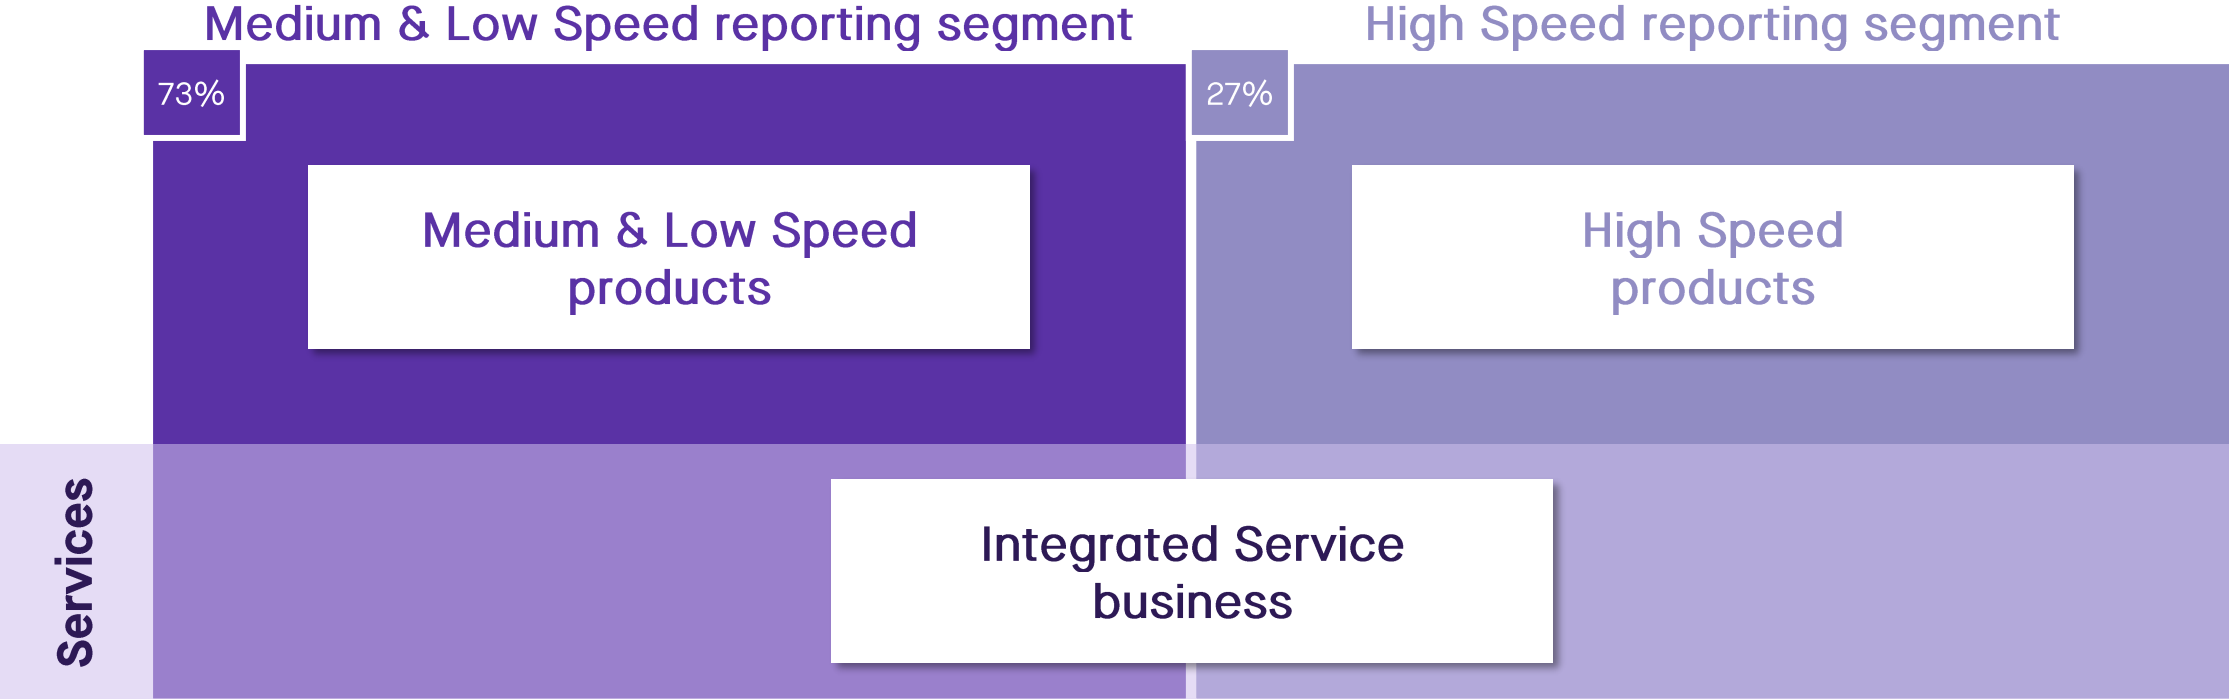 Medium & Low Speed reporting segment
High Speed reporting segment
73%
27%
Medium & Low Speed
products
High Speed
products
Services
Integrated Service
business